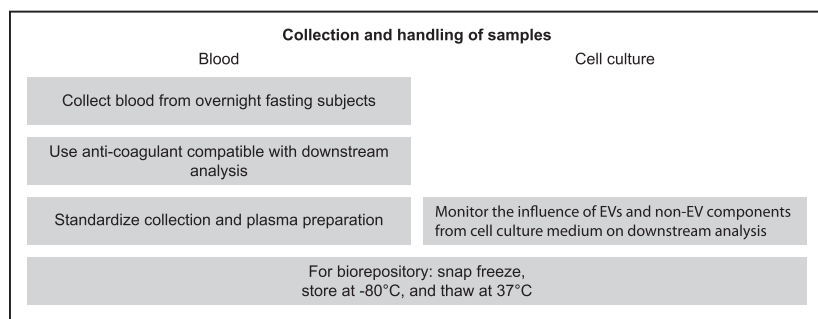 Collection and handling of samples
Blood
Cell culture
Collect blood from overnight fasting subjects
Use anti-coagulant compatible with downstream
analysis
Standardize collection and plasma preparation
Monitor the influence of EVs and non-EV components
from cell culture medium on downstream analysis
For biorepository: snap freeze,
store at -80°C, and thaw at 37°C